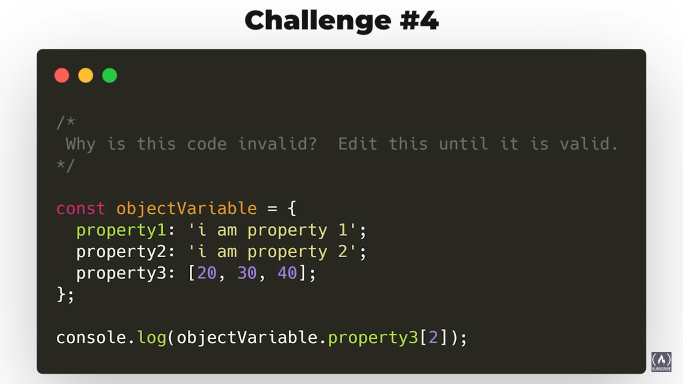 Challenge #4
/*
Why is this code invalid?  Edit this until it is valid.
*/
const objectVariable = {
  property1: 'i am property 1';
  property2: 'i am property 2';
  property3: [20, 30, 40];
};
console.log(objectVariable.property3[2]);
SUBSCRIBE